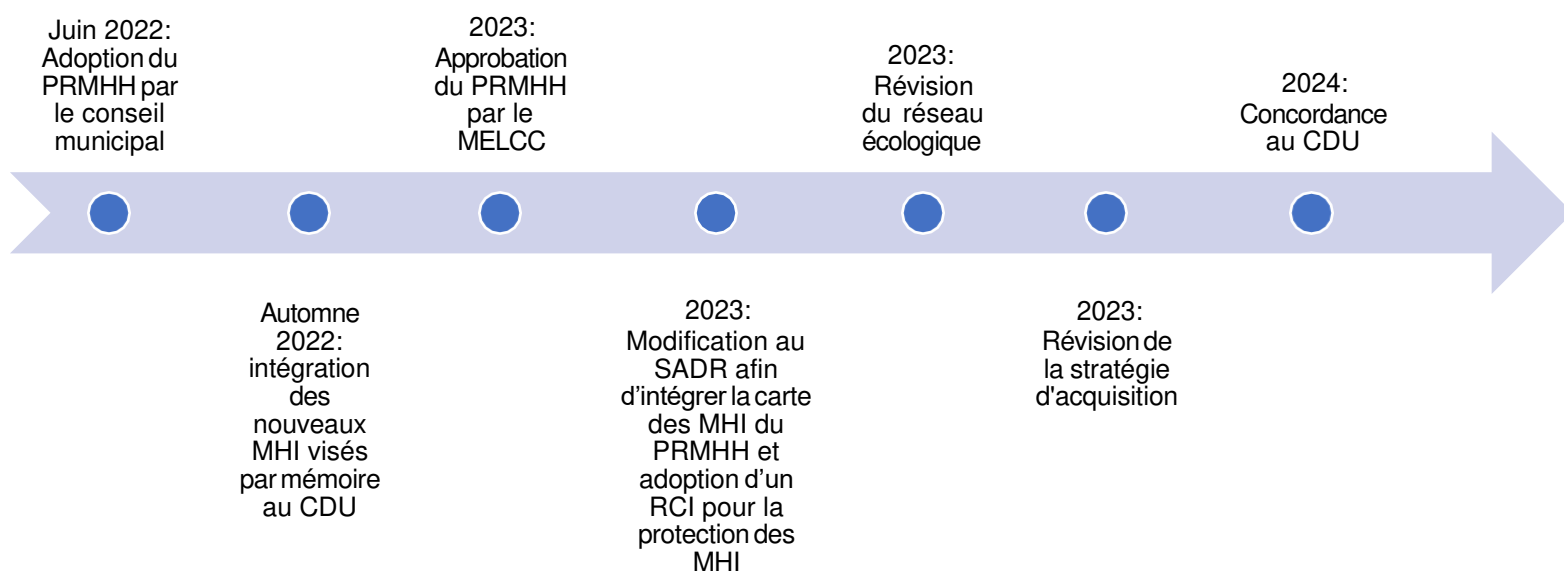 Juin 2022:
Adoption du
PRMHH par
le conseil
municipal
Automne
2022:
intégration
des
nouveaux
MHI visés
par mémoire
au CDU
2023:
Approbation
du PRMHH
par le
MELCC
2023:
Modification au
SADR afin
d’intégrer la carte
des MHI du
PRMHH et
adoption d’un
RCI pour la
protection des
MHI
2023:
Révision
du réseau
écologique
2023:
Révision de
la stratégie
d'acquisition
2024:
Concordance
au CDU